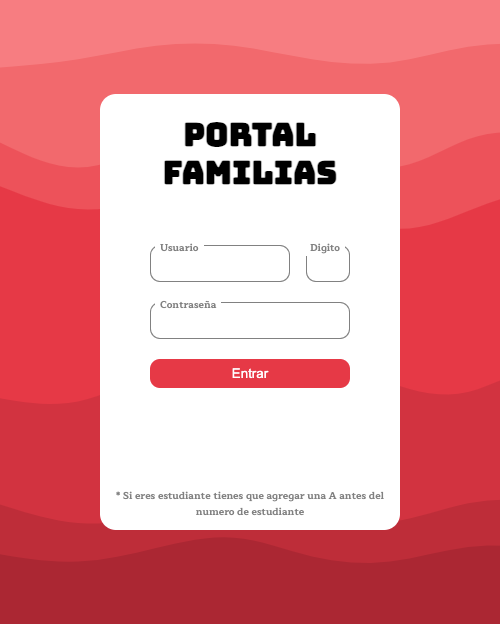 PORTAL
FAMILIAS
Usuario
Digito
Contraseña
Entrar
* Si eres estudiante tienes que agregar una A antes del
numero de estudiante